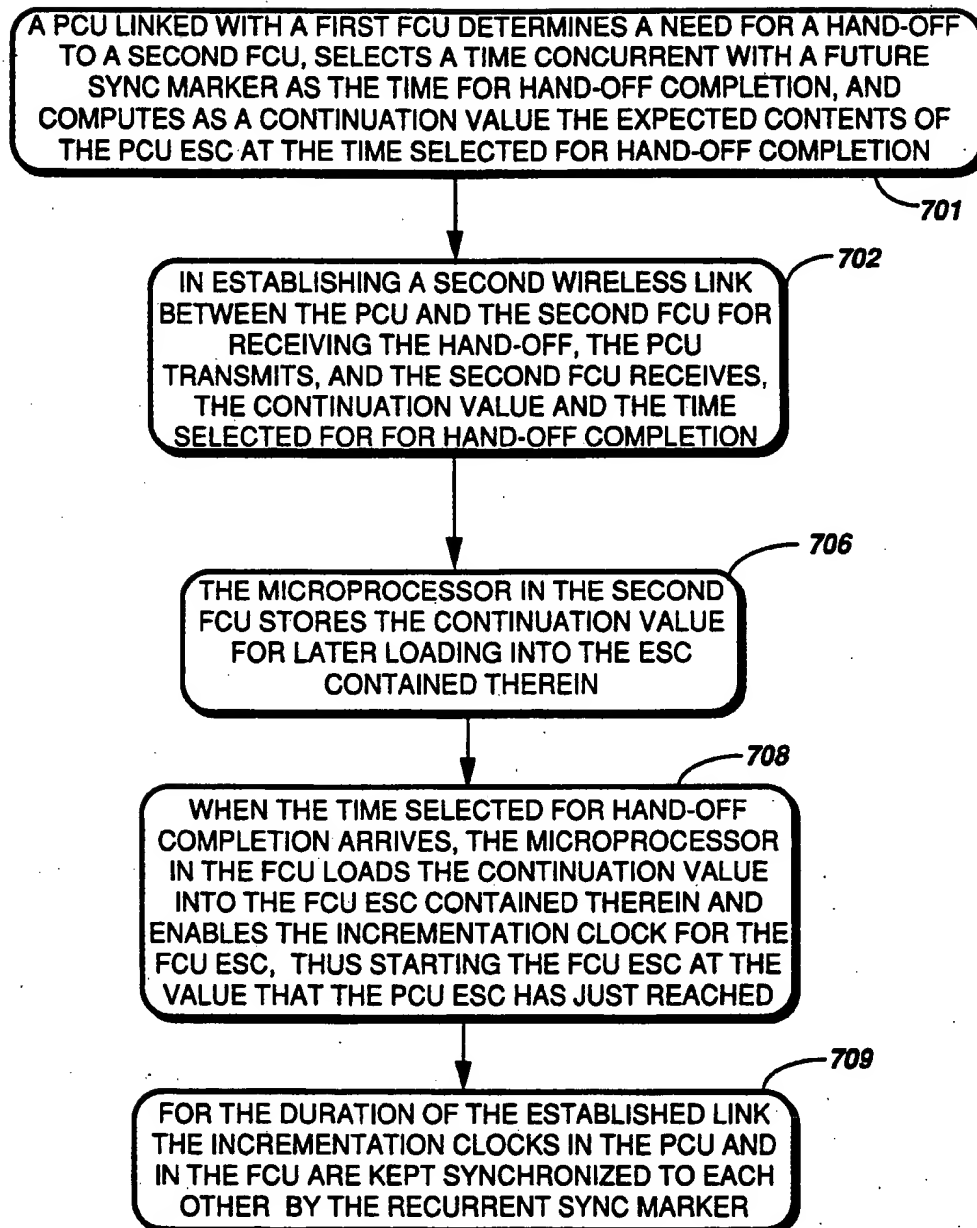 A PCU LINKED WITH A FIRST FCU DETERMINES A NEED FOR A HAND-OFF
TO A SECOND FCU, SELECTS A TIME CONCURRENT WITH A FUTURE
SYNC MARKER AS THE TIME FOR HAND-OFF COMPLETION, AND
COMPUTES AS A CONTINUATION VALUE THE EXPECTED CONTENTS OF
THE PCU ESC AT THE TIME SELECTED FOR HAND-OFF COMPLETION
701
702
IN ESTABLISHING A SECOND WIRELESS LINK
BETWEEN THE PCU AND THE SECOND FCU FOR
RECEIVING THE HAND-OFF, THE PCU
TRANSMITS, AND THE SECOND FCU RECEIVES,
THE CONTINUATION VALUE AND THE TIME
SELECTED FOR FOR HAND-OFF COMPLETION
706
THE MICROPROCESSOR IN THE SECOND
FCU STORES THE CONTINUATION VALUE
FOR LATER LOADING INTO THE ESC
CONTAINED THEREIN
708
WHEN THE TIME SELECTED FOR HAND-OFF
COMPLETION ARRIVES, THE MICROPROCESSOR
IN THE FCU LOADS THE CONTINUATION VALUE
INTO THE FCU ESC CONTAINED THEREIN AND
ENABLES THE INCREMENTATION CLOCK FOR THE
FCU ESC, THUS STARTING THE FCU ESC AT THE
VALUE THAT THE PCU ESC HAS JUST REACHED
709
FOR THE DURATION OF THE ESTABLISHED LINK
THE INCREMENTATION CLOCKS IN THE PCU AND
IN THE FCU ARE KEPT SYNCHRONIZED TO EACH
OTHER BY THE RECURRENT SYNC MARKER